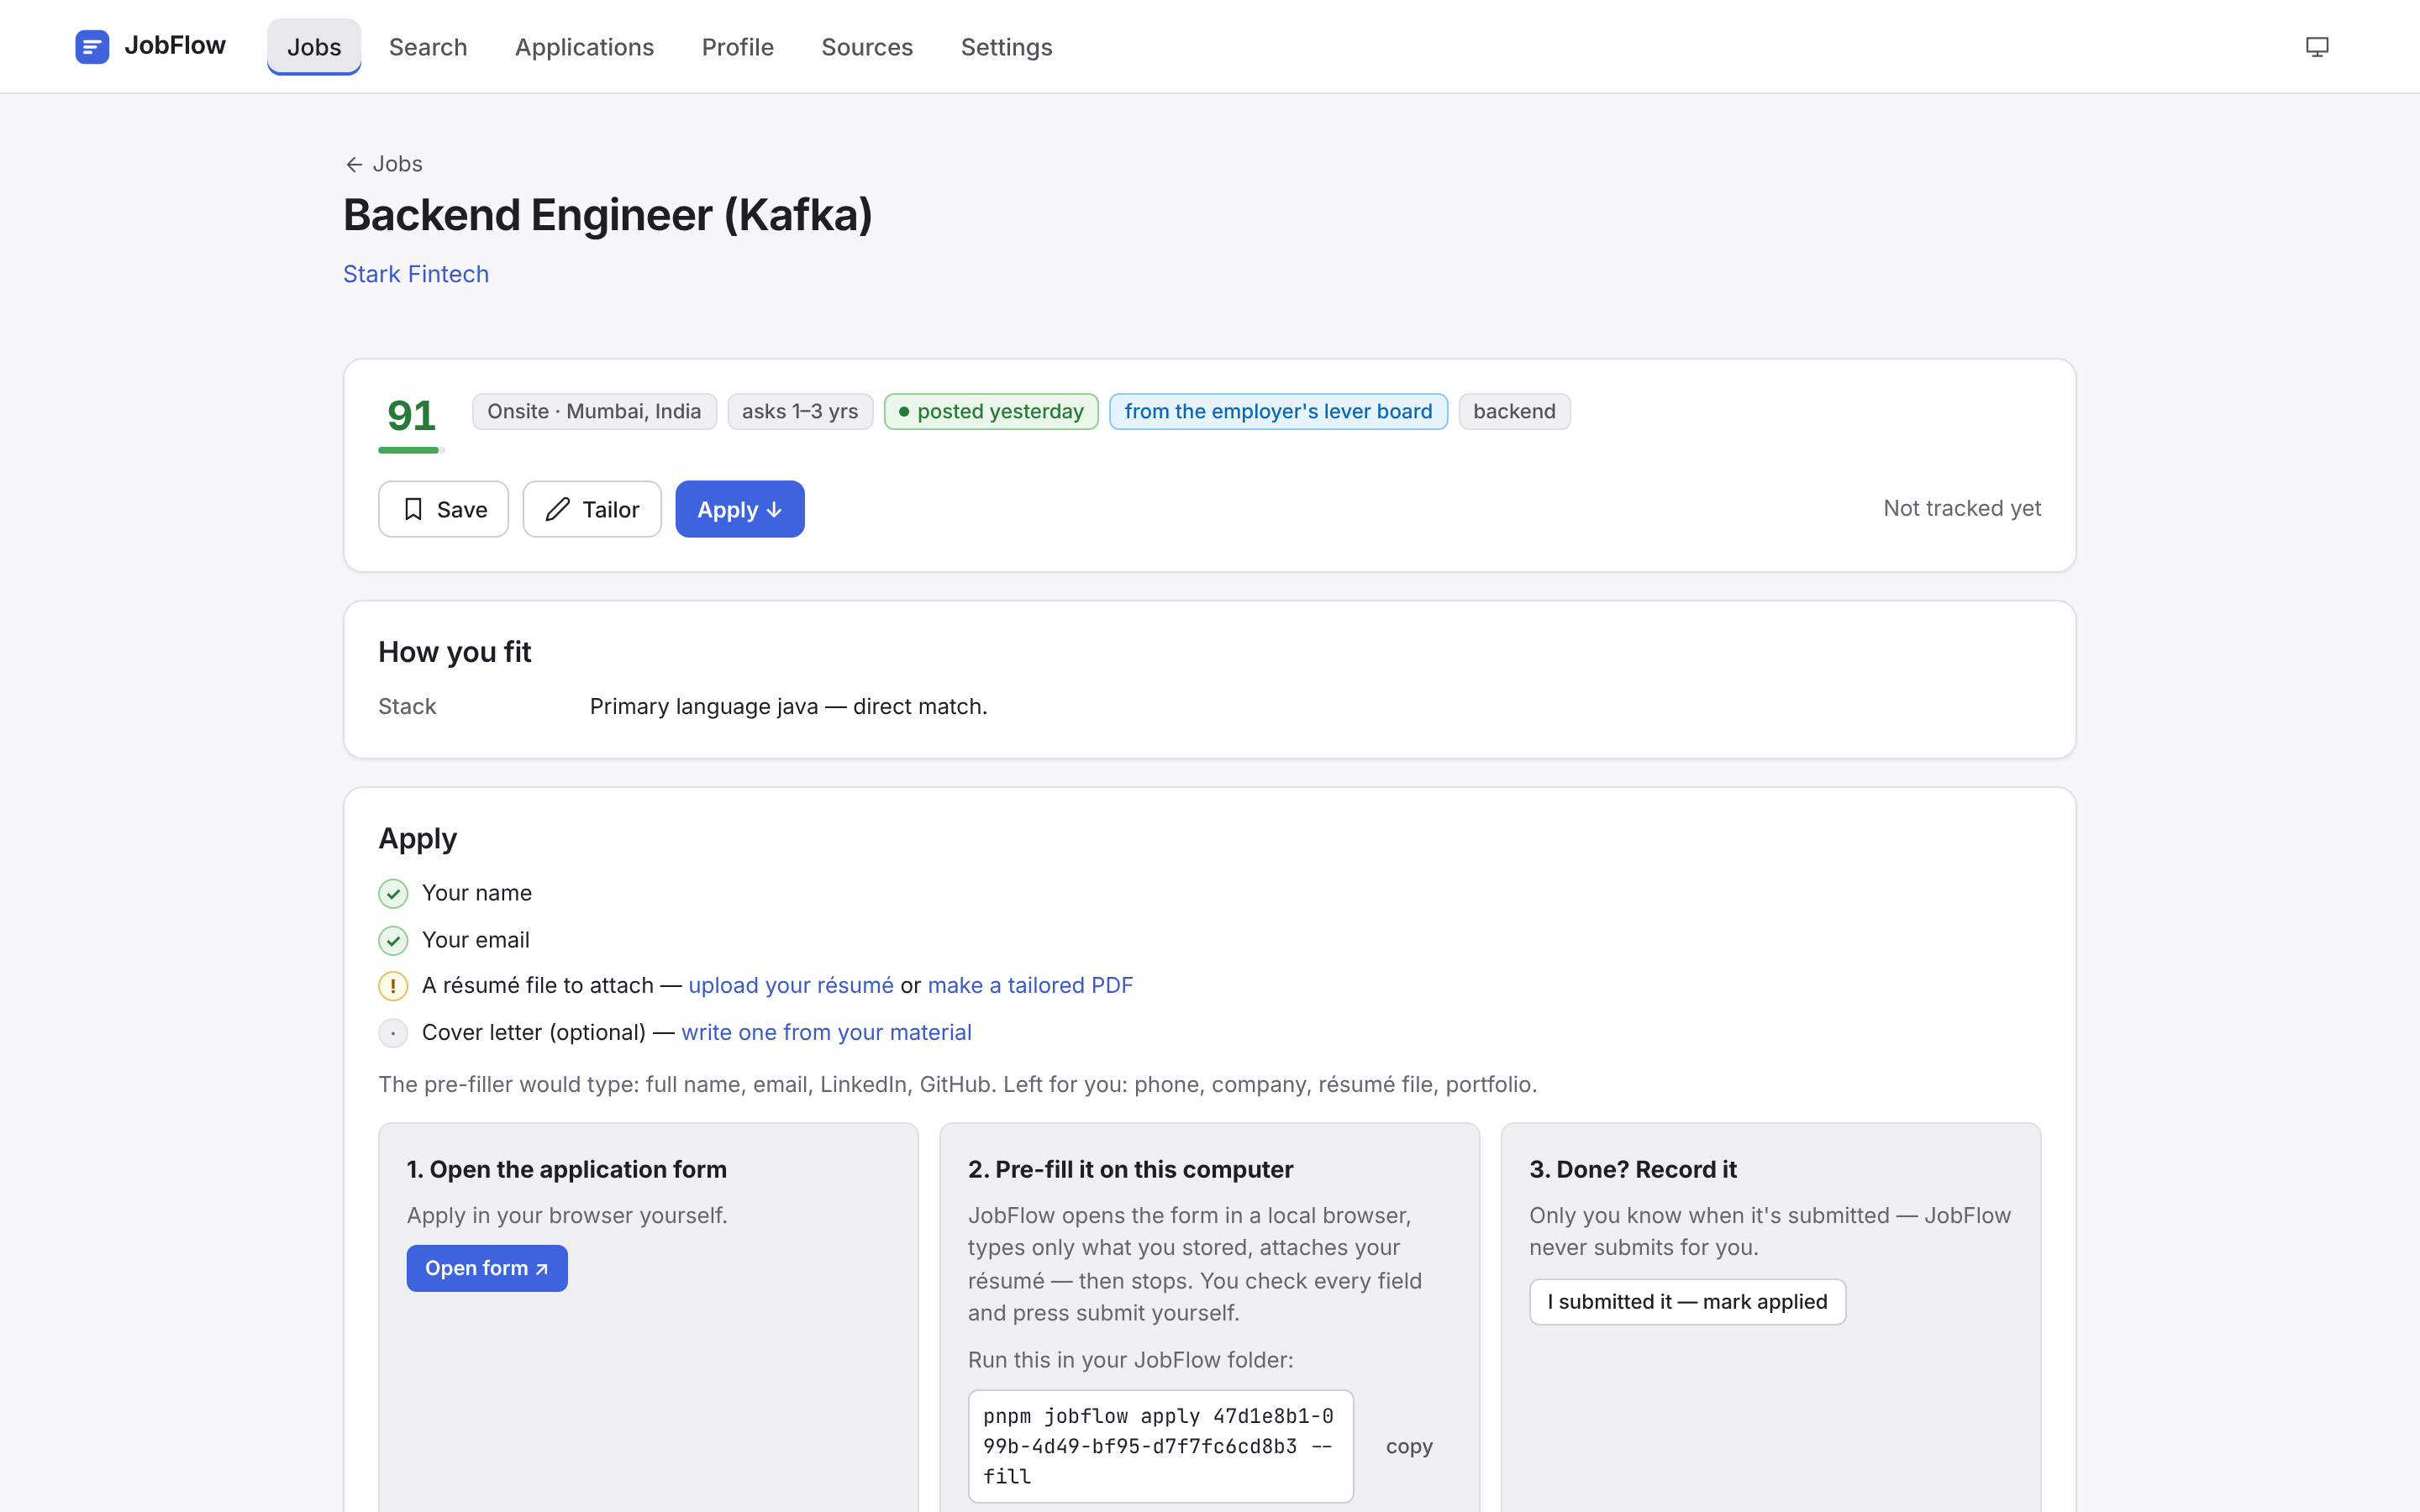 JobFlow
Jobs
Search
Applications
Profile
Sources
Settings
← Jobs
Backend Engineer (Kafka)
Stark Fintech
91
Onsite · Mumbai, India
asks 1–3 yrs
● posted yesterday
from the employer's lever board
backend
Save
Tailor
Apply ↓
Not tracked yet
How you fit
Stack
Primary language java — direct match.
Apply
Your name
Your email
! A résumé file to attach — upload your résumé or make a tailored PDF
· Cover letter (optional) — write one from your material
The pre-filler would type: full name, email, LinkedIn, GitHub. Left for you: phone, company, résumé file, portfolio.
1. Open the application form
Apply in your browser yourself.
Open form ↗
2. Pre-fill it on this computer
JobFlow opens the form in a local browser,
types only what you stored, attaches your
résumé — then stops. You check every field
and press submit yourself.
Run this in your JobFlow folder:
pnpm jobflow apply 47d1e8b1-0
99b-4d49-bf95-d7f7fc6cd8b3 --
fill
copy
3. Done? Record it
Only you know when it's submitted — JobFlow
never submits for you.
I submitted it — mark applied